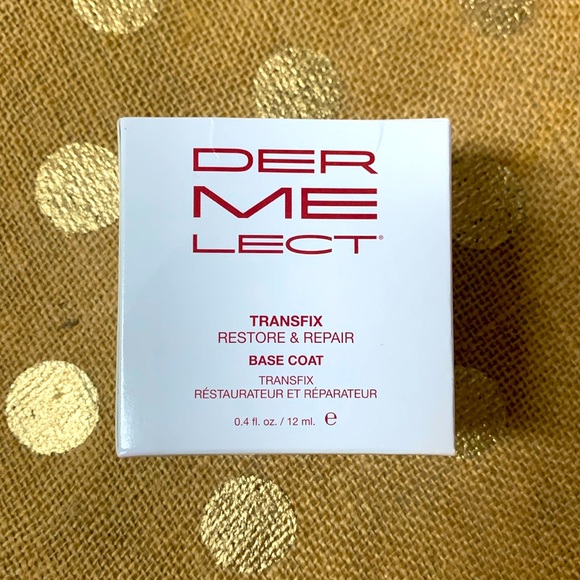 DER
ME
LECT®
TRANSFIX
RESTORE & REPAIR
BASE COAT
TRANSFIX
RÉSTAURATEUR ET RÉPARATEUR
0.4 fl. oz. / 12 ml. ℮